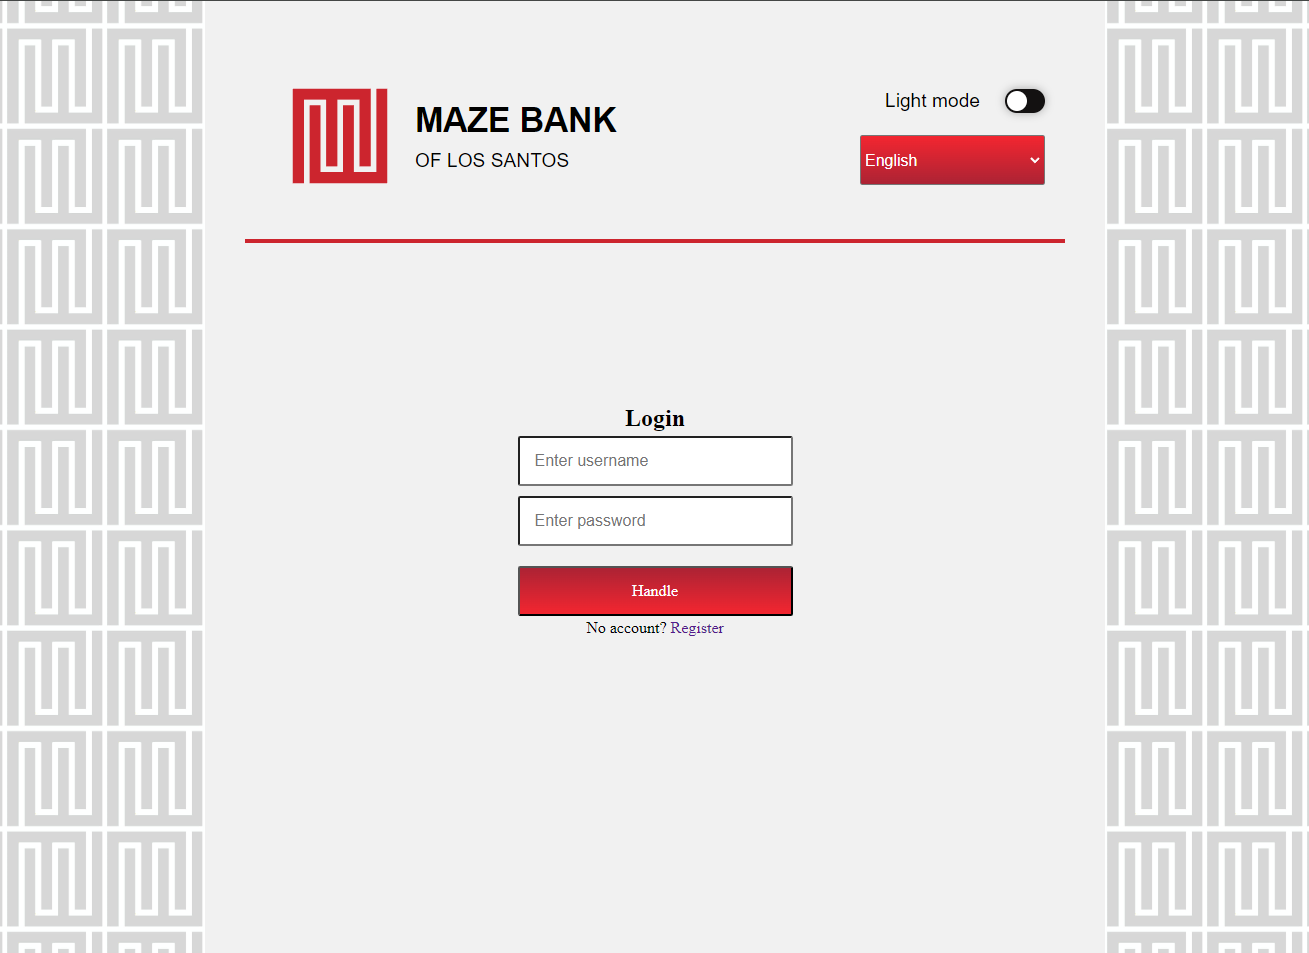 MAZE BANK
OF LOS SANTOS
Light mode
English
Login
Enter username
Enter password
Handle
No account? Register